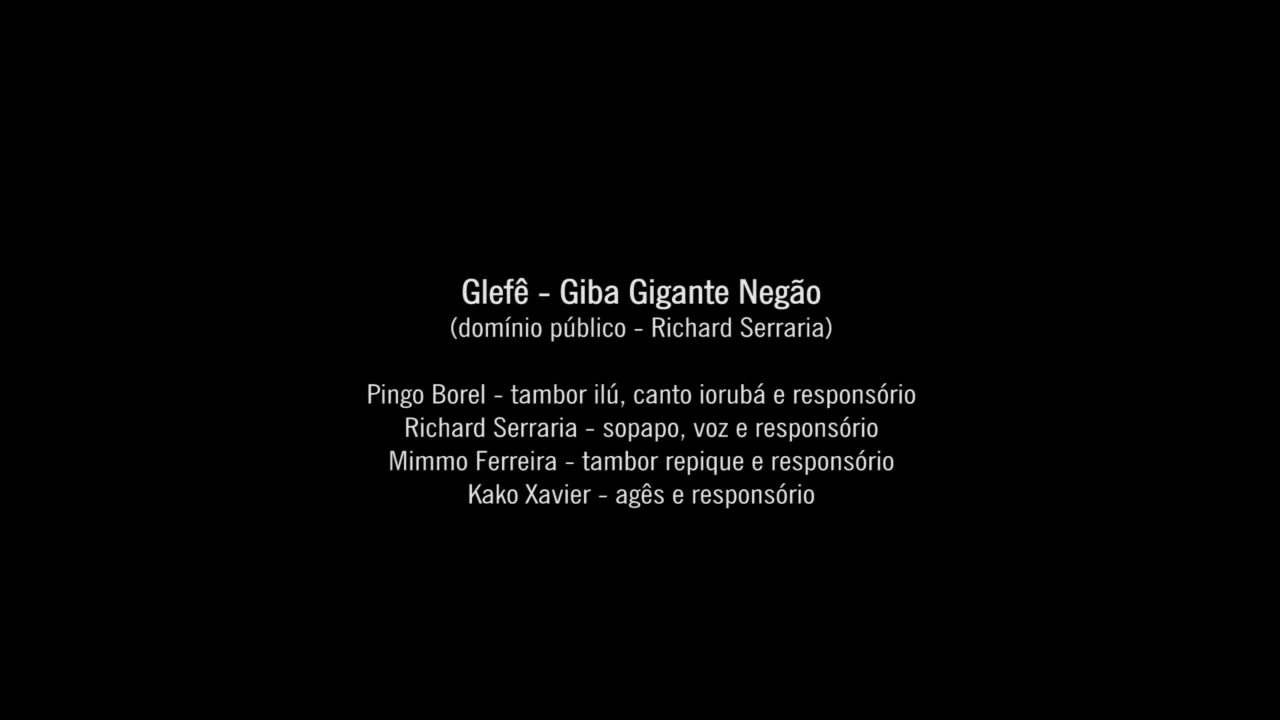 Glefê - Giba Gigante Negão
(domínio público - Richard Serraria)
Pingo Borel - tambor ilú, canto iorubá e responsório
Richard Serraria - sopapo, voz e responsório
Mimmo Ferreira - tambor repique e responsório
Kako Xavier - agês e responsório